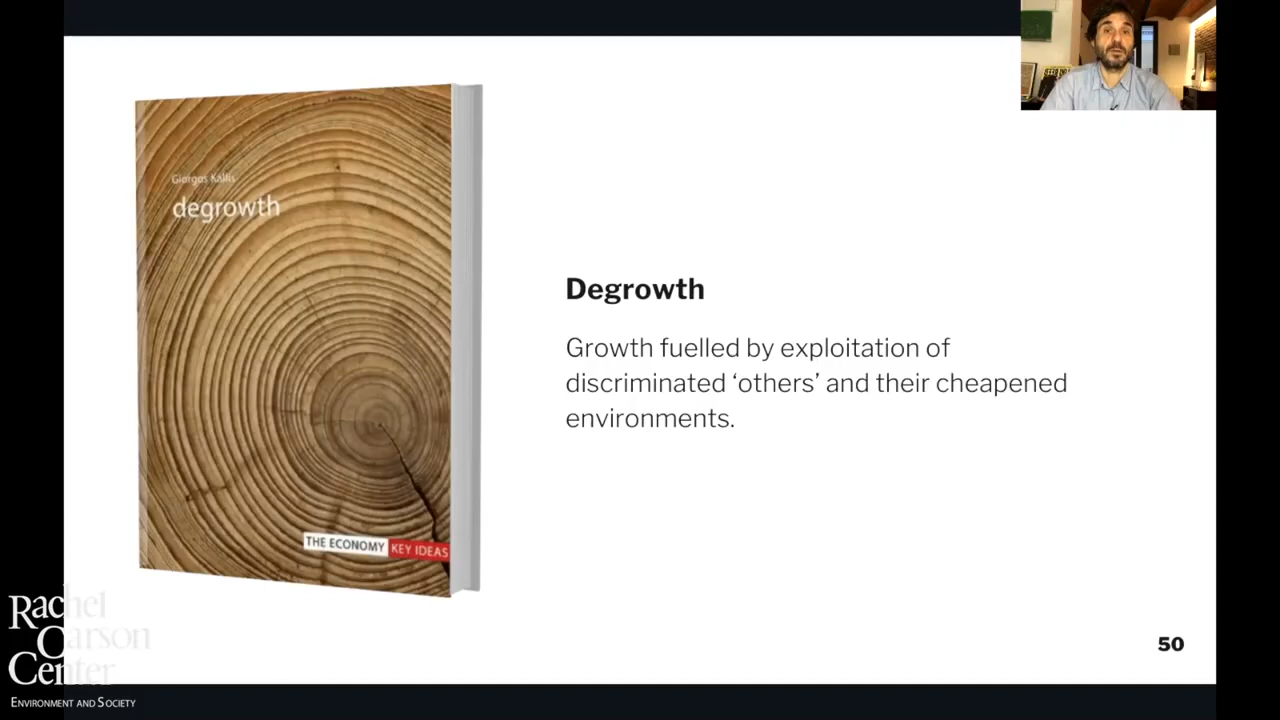 Giorgos Kallis
degrowth
THE ECONOMY KEY IDEAS
Degrowth
Growth fuelled by exploitation of
discriminated ‘others’ and their cheapened
environments.
50
Rachel
Carson
Center
ENVIRONMENT AND SOCIETY